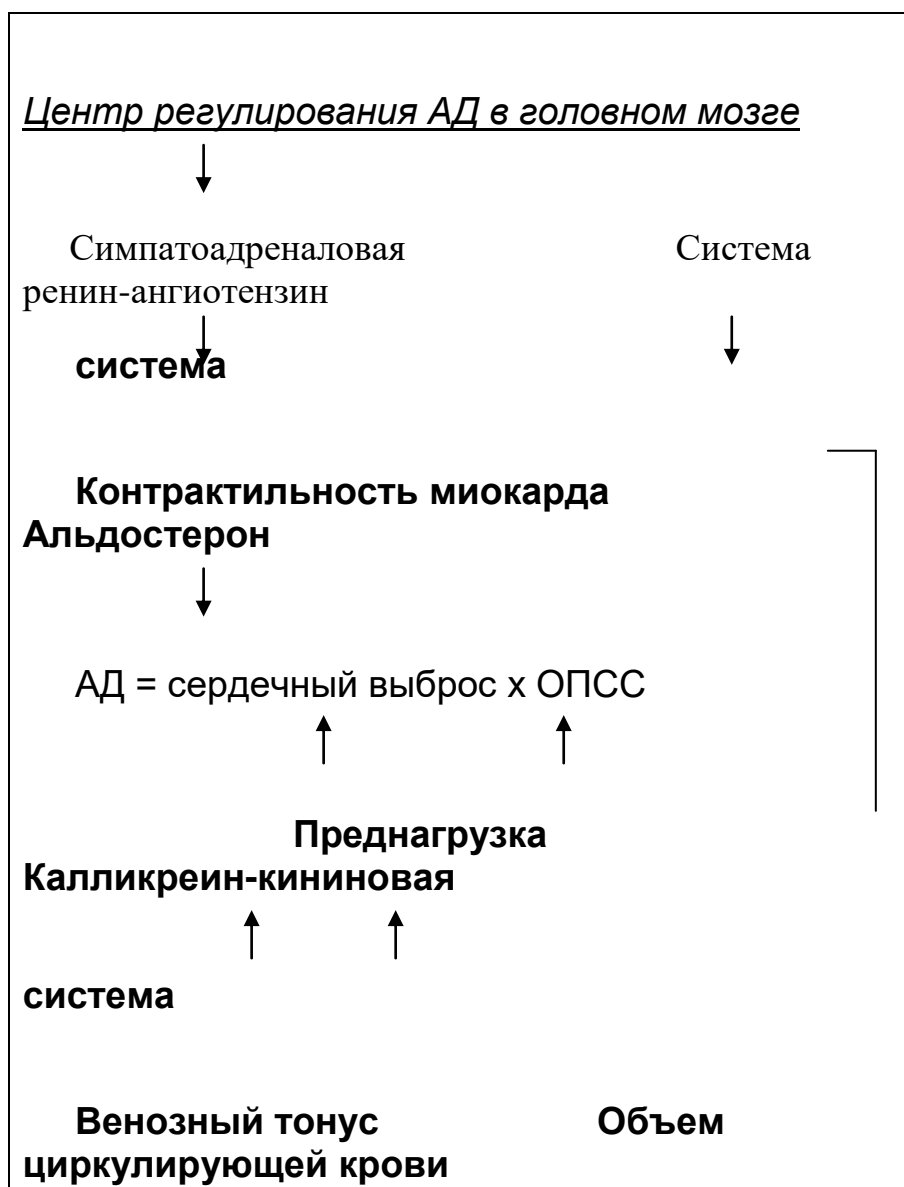 Центр регулирования АД в головном мозге
Симпатоадреналовая Система
ренин-ангиотензин
система
Контрактильность миокарда
Альдостерон
АД = сердечный выброс х ОПСС
Преднагрузка
Калликреин-кининовая
система
Венозный тонус Объем
циркулирующей крови